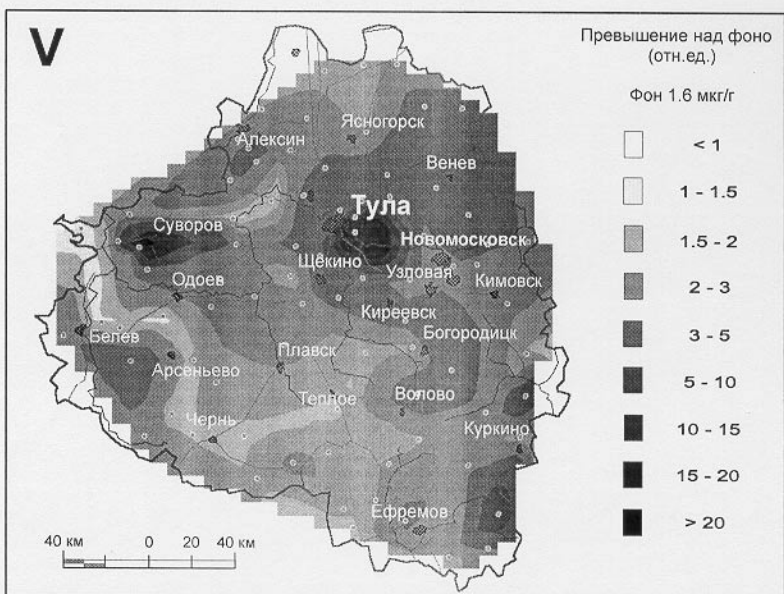 V
Превышение над фоно
(отн.ед.)
Фон 1.6 мкг/г
< 1
1 - 1.5
1.5 - 2
2 - 3
3 - 5
5 - 10
10 - 15
15 - 20
> 20
Ясногорск
Алексин
Венев
Тула
Суворов
Новомосковск
Щёкино
Узловая
Одоев
Кимовск
Киреевск
Богородицк
Белев
Плавск
Арсеньево
Волово
Теплое
Чернь
Куркино
Ефремов
40 км 0 20 40 км